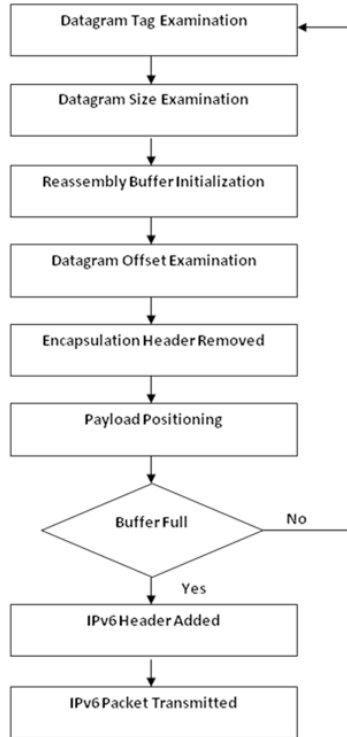 Datagram Tag Examination
Datagram Size Examination
Reassembly Buffer Initialization
Datagram Offset Examination
Encapsulation Header Removed
Payload Positioning
Buffer Full
No
Yes
IPv6 Header Added
IPv6 Packet Transmitted